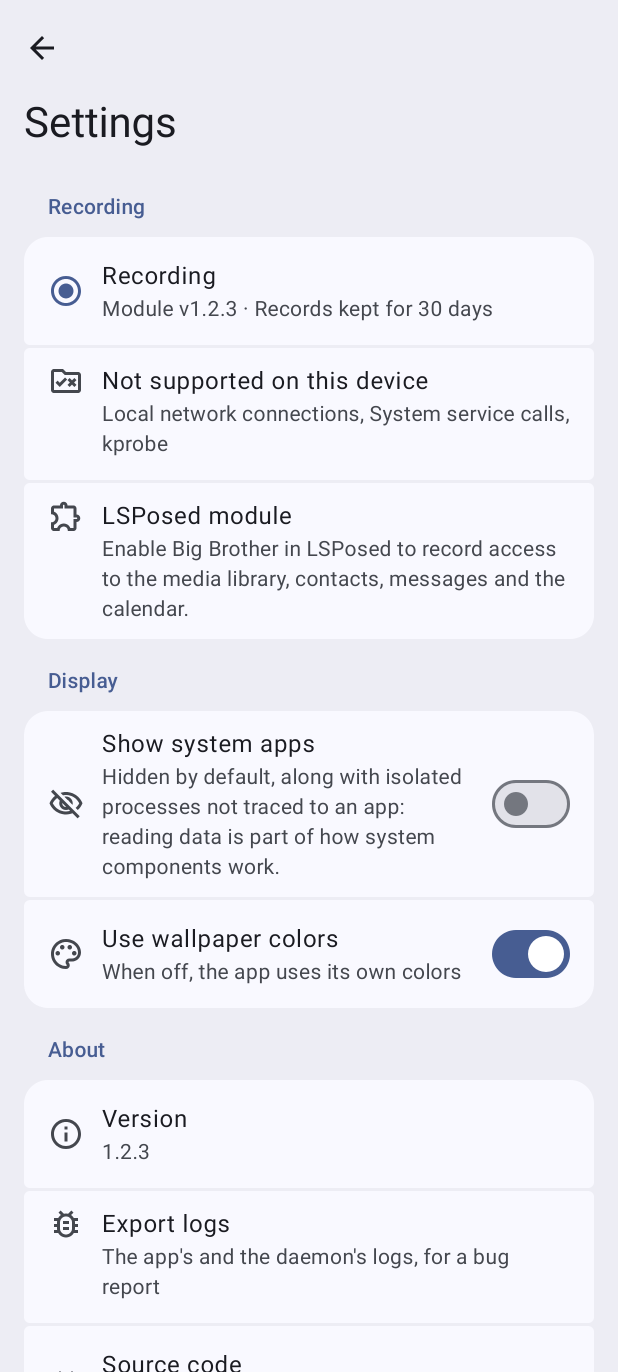 Settings
Recording
Recording
Module v1.2.3 · Records kept for 30 days
Not supported on this device
Local network connections, System service calls,
kprobe
LSPosed module
Enable Big Brother in LSPosed to record access
to the media library, contacts, messages and the
calendar.
Display
Show system apps
Hidden by default, along with isolated
processes not traced to an app:
reading data is part of how system
components work.
Use wallpaper colors
When off, the app uses its own colors
About
Version
1.2.3
Export logs
The app's and the daemon's logs, for a bug
report
Source code